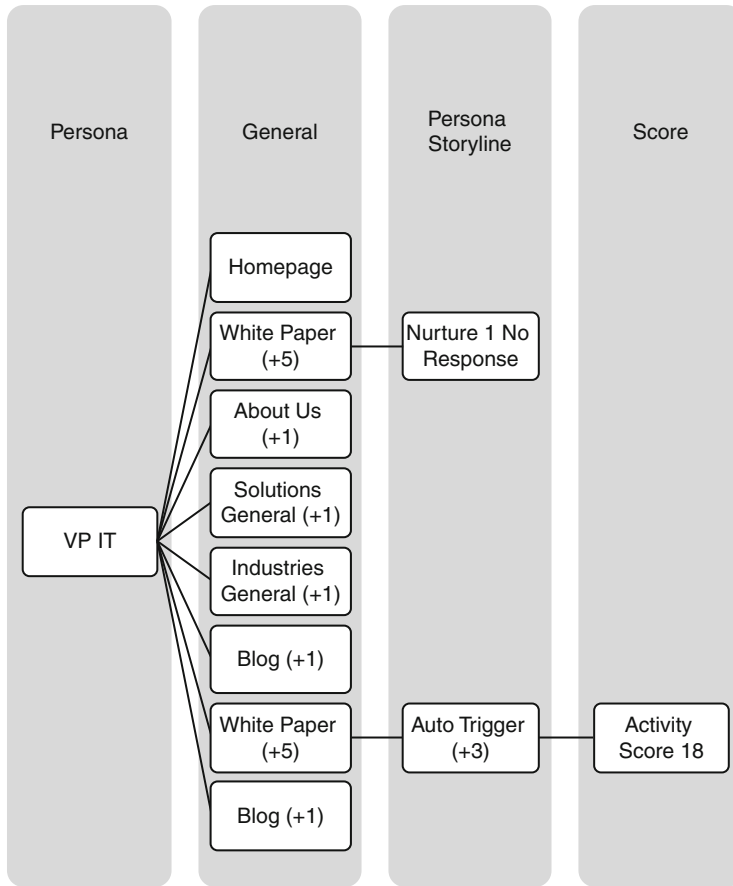 Persona
General
Persona
Storyline
Score
Homepage
White Paper
(+5)
Nurture 1 No
Response
About Us
(+1)
Solutions
General (+1)
VP IT
Industries
General (+1)
Blog (+1)
White Paper
(+5)
Auto Trigger
(+3)
Activity
Score 18
Blog (+1)